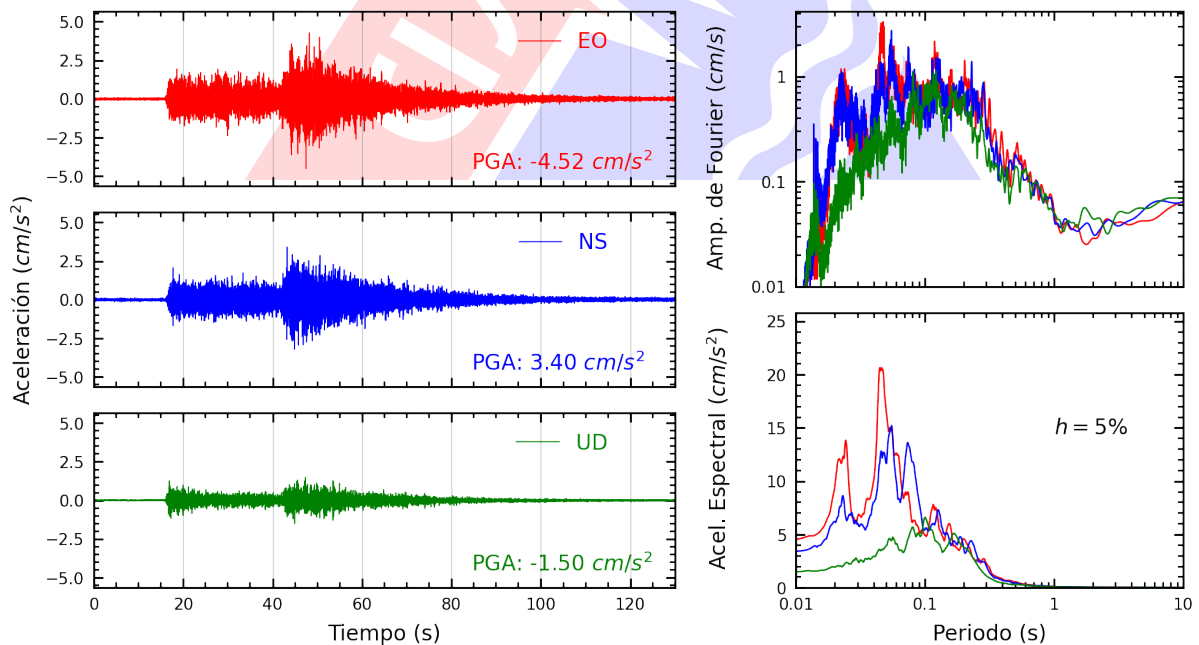 Aceleración (cm/s²)
5.0
2.5
0.0
−2.5
−5.0
EO
PGA: -4.52 cm/s²
5.0
2.5
0.0
−2.5
−5.0
NS
PGA: 3.40 cm/s²
5.0
2.5
0.0
−2.5
−5.0
UD
PGA: -1.50 cm/s²
0 20 40 60 80 100 120
Tiempo (s)
Amp. de Fourier (cm/s)
1
0.1
0.01
Acel. Espectral (cm/s²)
25
20
15
10
5
0
h = 5%
0.01 0.1 1 10
Periodo (s)